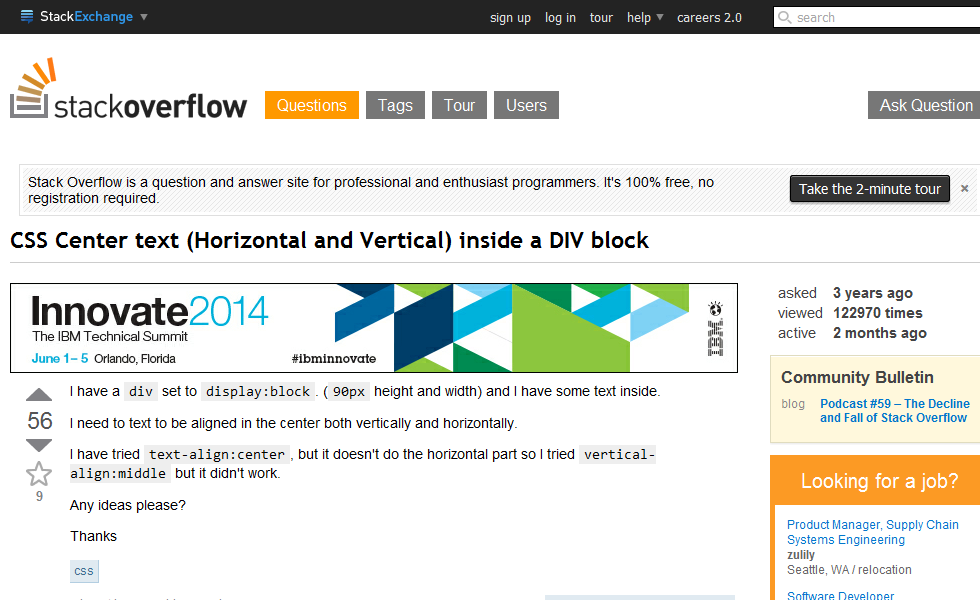 StackExchange
sign up log in tour help careers 2.0
search
stackoverflow
Questions
Tags
Tour
Users
Ask Question
Stack Overflow is a question and answer site for professional and enthusiast programmers. It's 100% free, no
registration required.
Take the 2-minute tour
×
CSS Center text (Horizontal and Vertical) inside a DIV block
Innovate2014
The IBM Technical Summit
June 1– 5 Orlando, Florida
#ibminnovate
IBM
56
9
I have a div set to display:block. (90px height and width) and I have some text inside.
I need to text to be aligned in the center both vertically and horizontally.
I have tried text-align:center, but it doesn't do the horizontal part so I tried vertical-
align:middle but it didn't work.
Any ideas please?
Thanks
css
asked 3 years ago
viewed 122970 times
active 2 months ago
Community Bulletin
blog Podcast #59 – The Decline
and Fall of Stack Overflow
Looking for a job?
Product Manager, Supply Chain
Systems Engineering
zulily
Seattle, WA / relocation
Software Developer